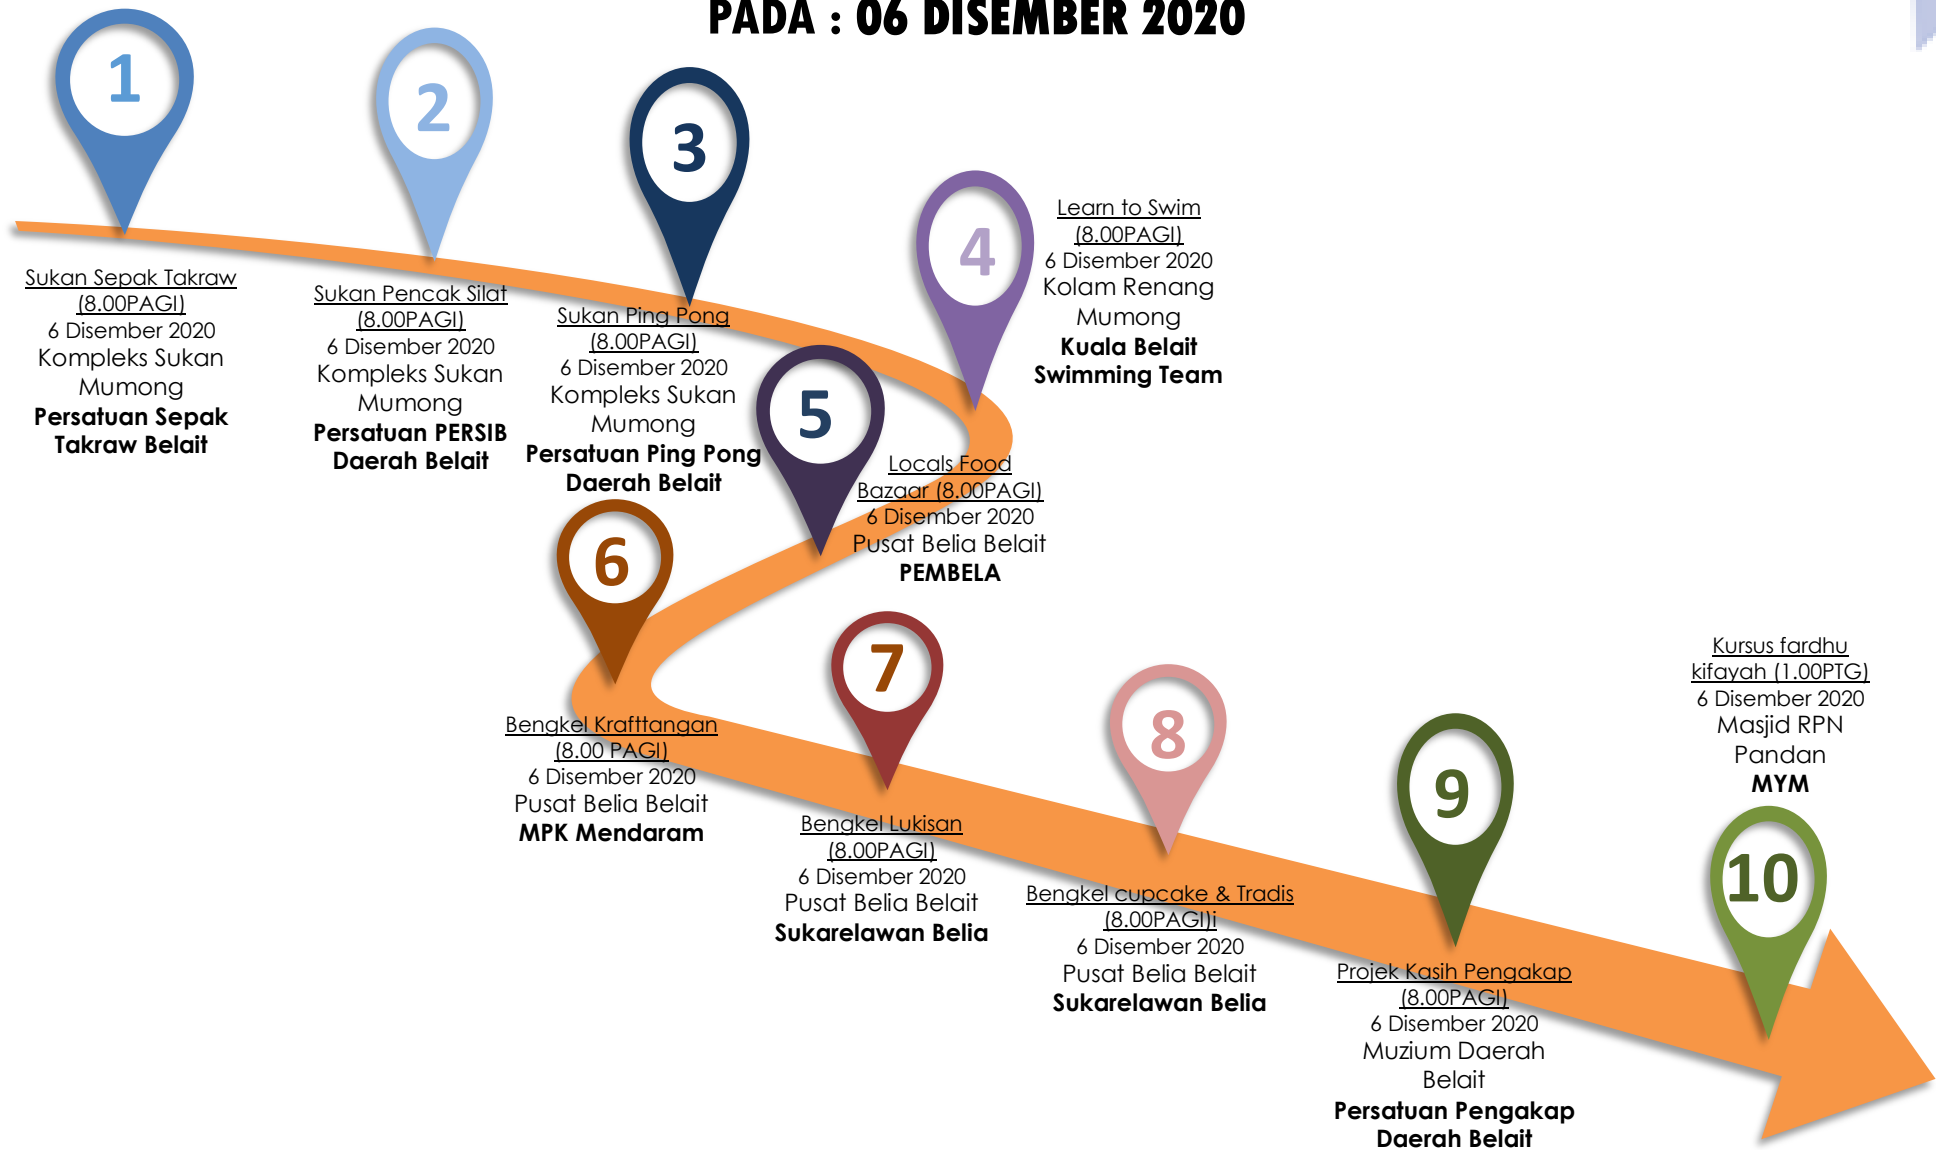 PADA : 06 DISEMBER 2020
1
Sukan Sepak Takraw
(8.00PAGI)
6 Disember 2020
Kompleks Sukan
Mumong
Persatuan Sepak
Takraw Belait
2
Sukan Pencak Silat
(8.00PAGI)
6 Disember 2020
Kompleks Sukan
Mumong
Persatuan PERSIB
Daerah Belait
3
Sukan Ping Pong
(8.00PAGI)
6 Disember 2020
Kompleks Sukan
Mumong
Persatuan Ping Pong
Daerah Belait
4
Learn to Swim
(8.00PAGI)
6 Disember 2020
Kolam Renang
Mumong
Kuala Belait
Swimming Team
5
Locals Food
Bazaar (8.00PAGI)
6 Disember 2020
Pusat Belia Belait
PEMBELA
6
Bengkel Krafttangan
(8.00 PAGI)
6 Disember 2020
Pusat Belia Belait
MPK Mendaram
7
Bengkel Lukisan
(8.00PAGI)
6 Disember 2020
Pusat Belia Belait
Sukarelawan Belia
8
Bengkel cupcake & Tradis
(8.00PAGI)i
6 Disember 2020
Pusat Belia Belait
Sukarelawan Belia
9
Projek Kasih Pengakap
(8.00PAGI)
6 Disember 2020
Muzium Daerah
Belait
Persatuan Pengakap
Daerah Belait
Kursus fardhu
kifayah (1.00PTG)
6 Disember 2020
Masjid RPN
Pandan
MYM
10